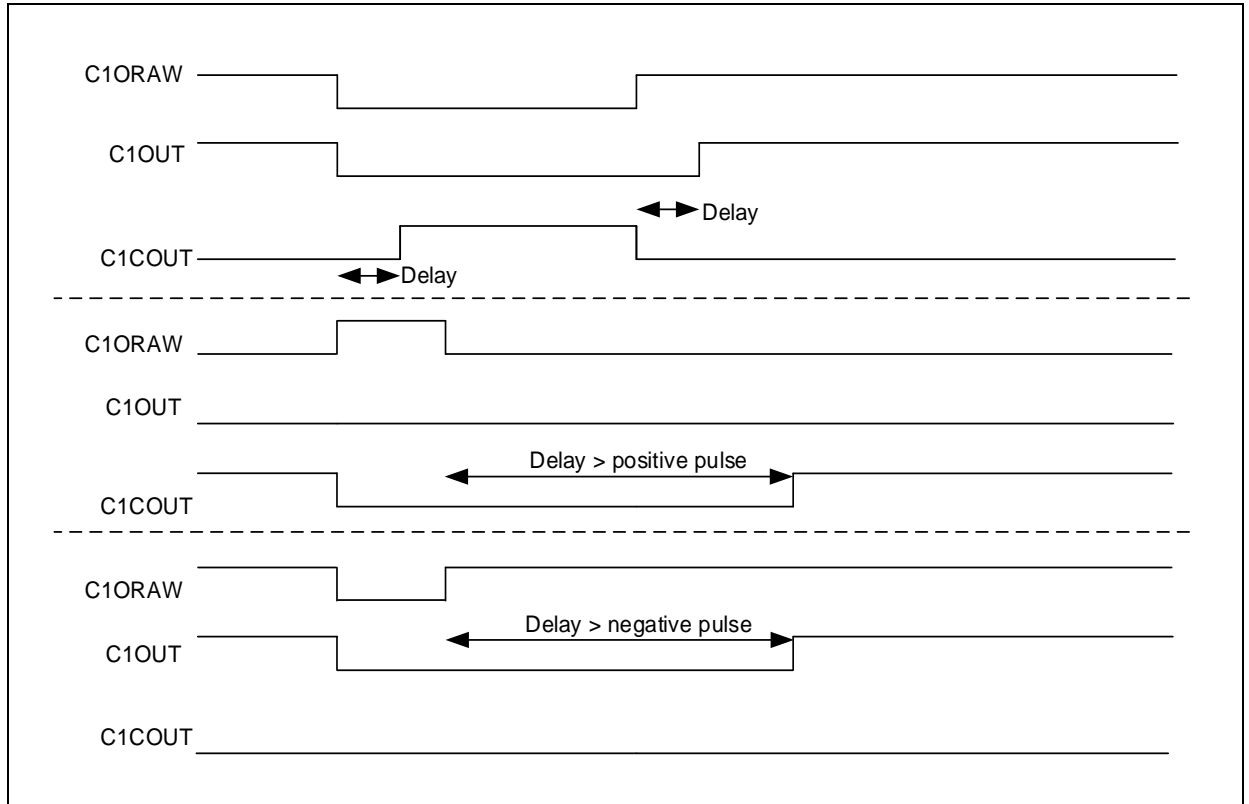 C1ORAW
C1OUT
Delay
C1COUT
Delay
C1ORAW
C1OUT
Delay > positive pulse
C1COUT
C1ORAW
Delay > negative pulse
C1OUT
C1COUT